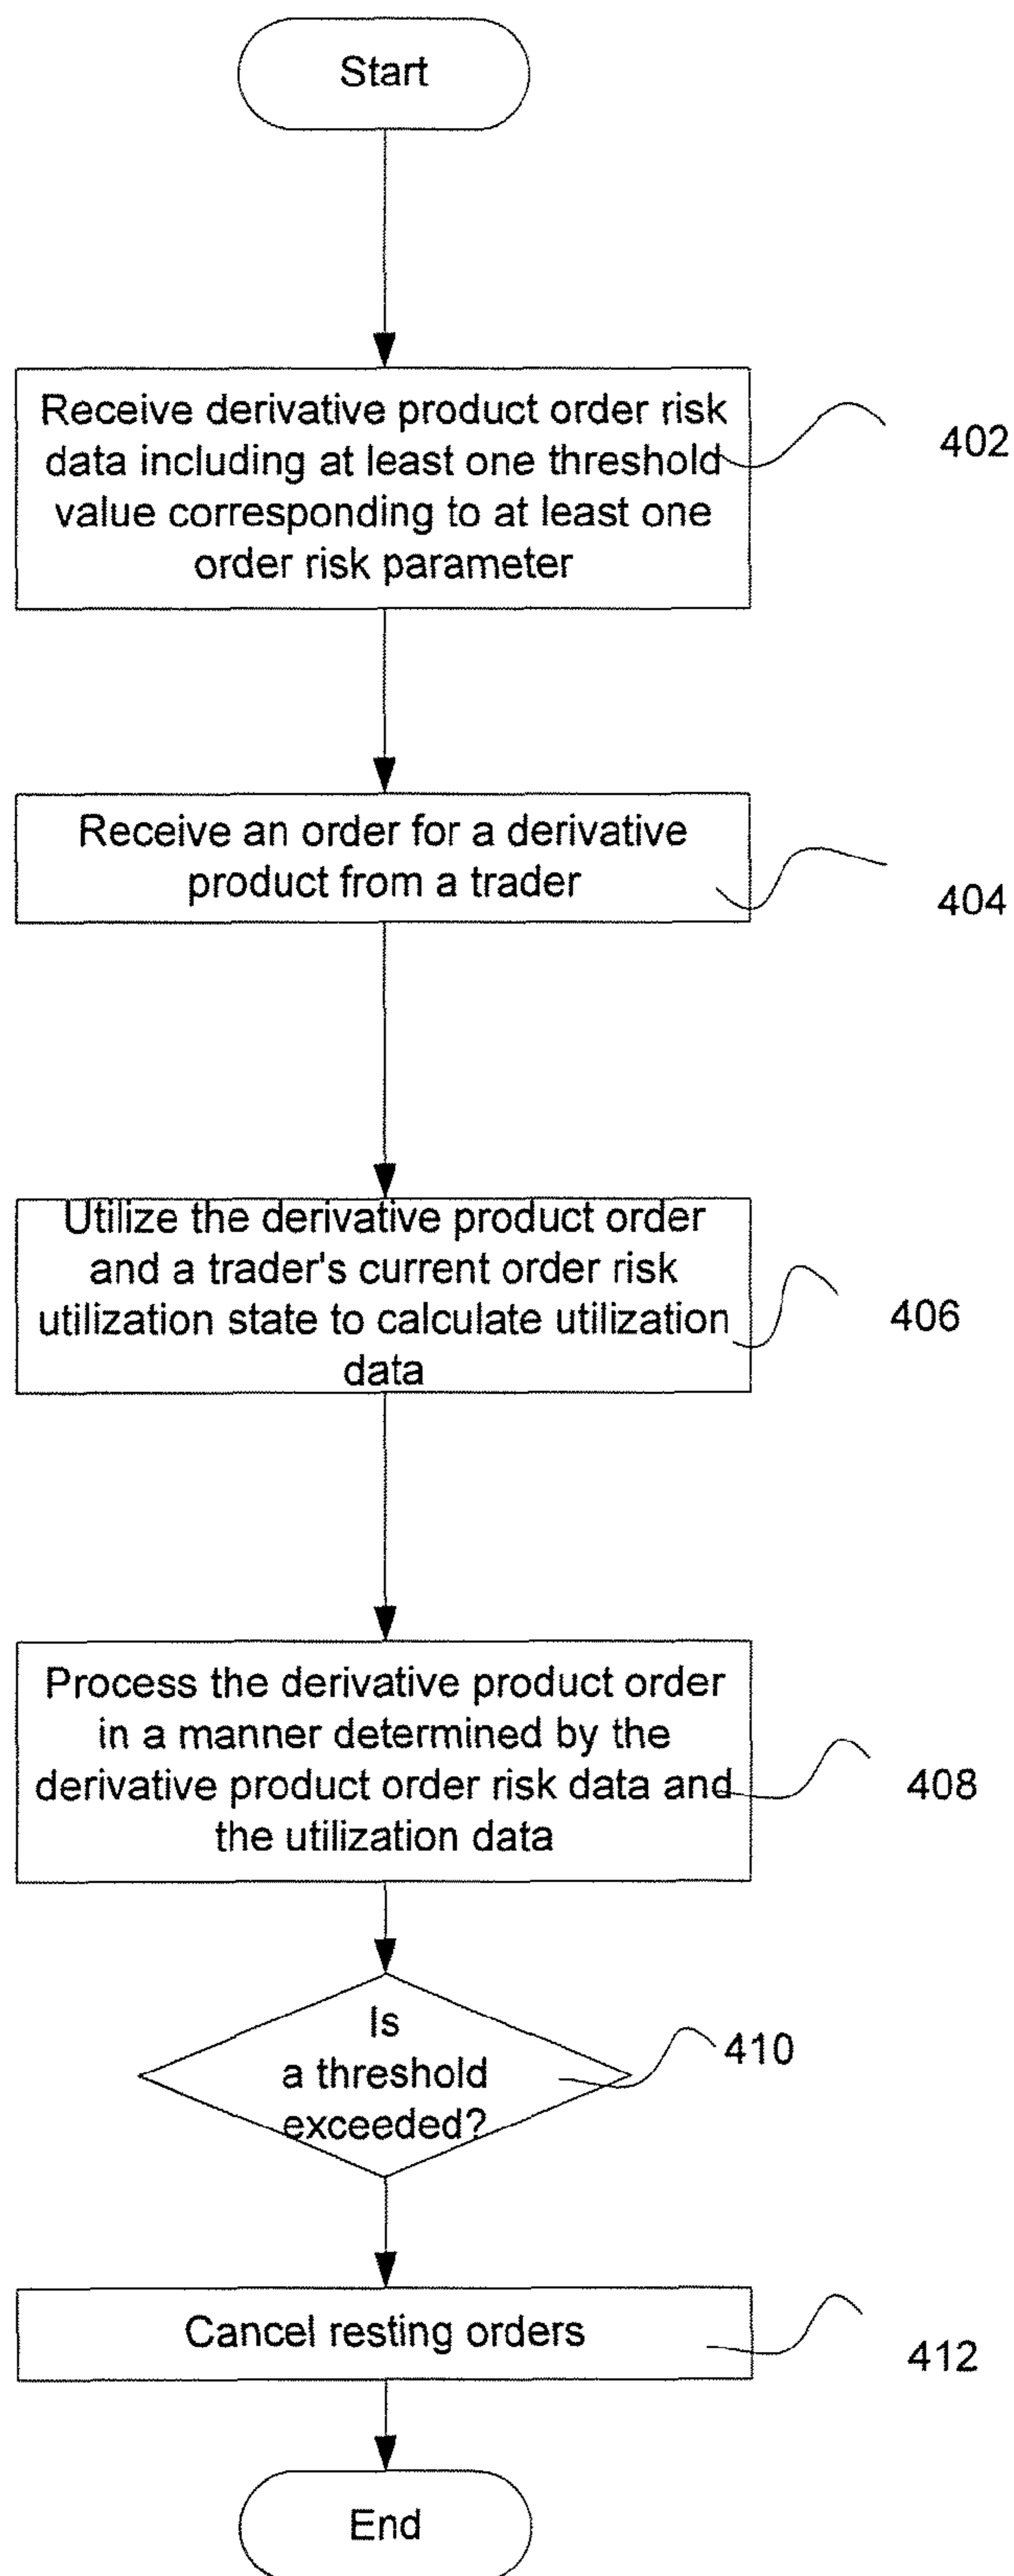 Start
Receive derivative product order risk
data including at least one threshold
value corresponding to at least one
order risk parameter
402
Receive an order for a derivative
product from a trader
404
Utilize the derivative product order
and a trader's current order risk
utilization state to calculate utilization
data
406
Process the derivative product order
in a manner determined by the
derivative product order risk data and
the utilization data
408
Is
a threshold
exceeded?
410
Cancel resting orders
412
End